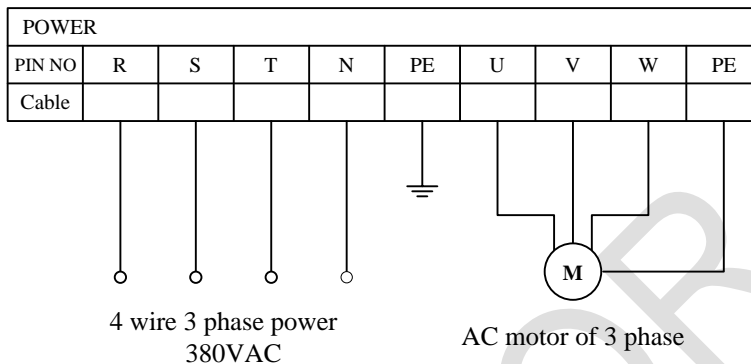 POWER
PIN NO R S T N PE U V W PE
Cable
M
4 wire 3 phase power
380VAC
AC motor of 3 phase